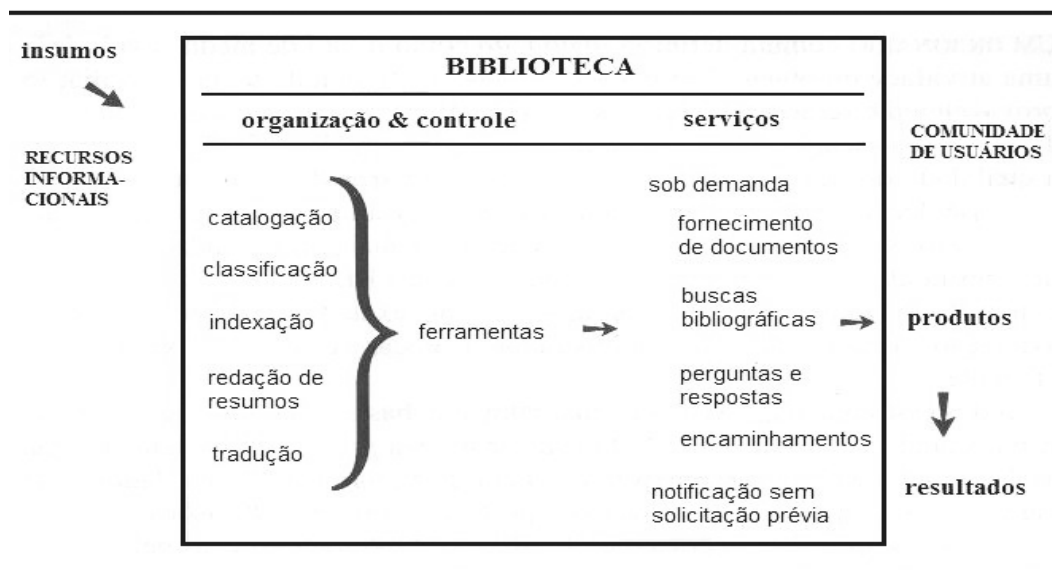 insumos
BIBLIOTECA
organização & controle
serviços
RECURSOS
INFORMA-
CIONAIS
COMUNIDADE
DE USUÁRIOS
catalogação
classificação
indexação
redação de
resumos
tradução
ferramentas
sob demanda
fornecimento
de documentos
buscas
bibliográficas
perguntas e
respostas
encaminhamentos
notificação sem
solicitação prévia
produtos
resultados